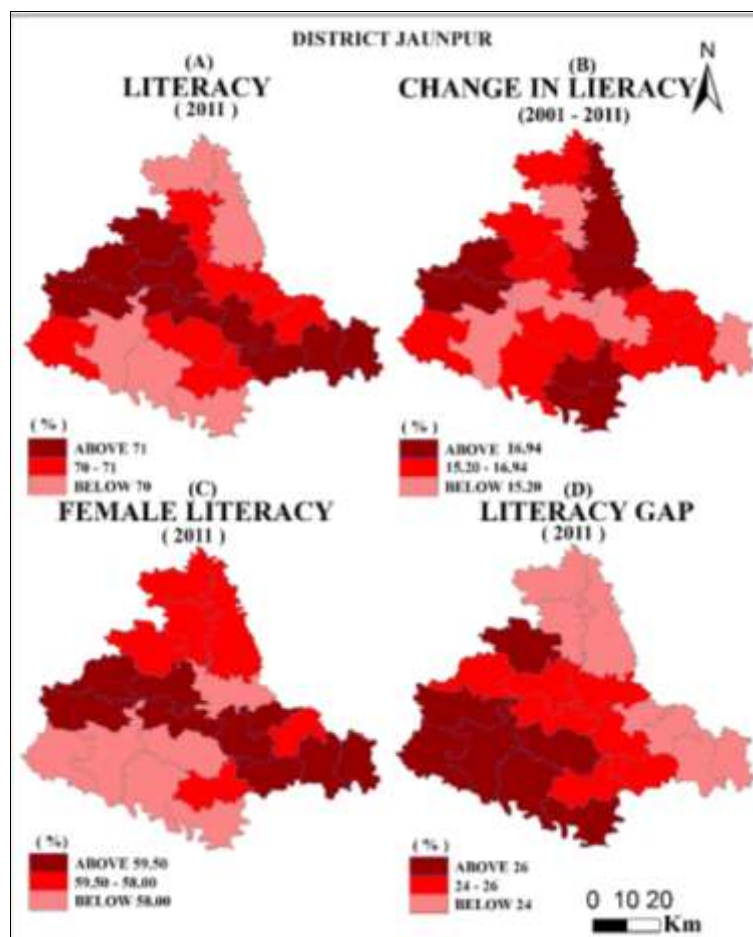 DISTRICT JAUNPUR
N
(A)
LITERACY
( 2011 )
(B)
CHANGE IN LIERACY
(2001 - 2011)
( % )
ABOVE 71
70 - 71
BELOW 70
( % )
ABOVE 16.94
15.20 - 16.94
BELOW 15.20
(C)
FEMALE LITERACY
( 2011 )
(D)
LITERACY GAP
( 2011 )
( %)
ABOVE 59.50
59.50 - 58.00
BELOW 58.00
( %)
ABOVE 26
24 - 26
BELOW 24
0 10 20
Km